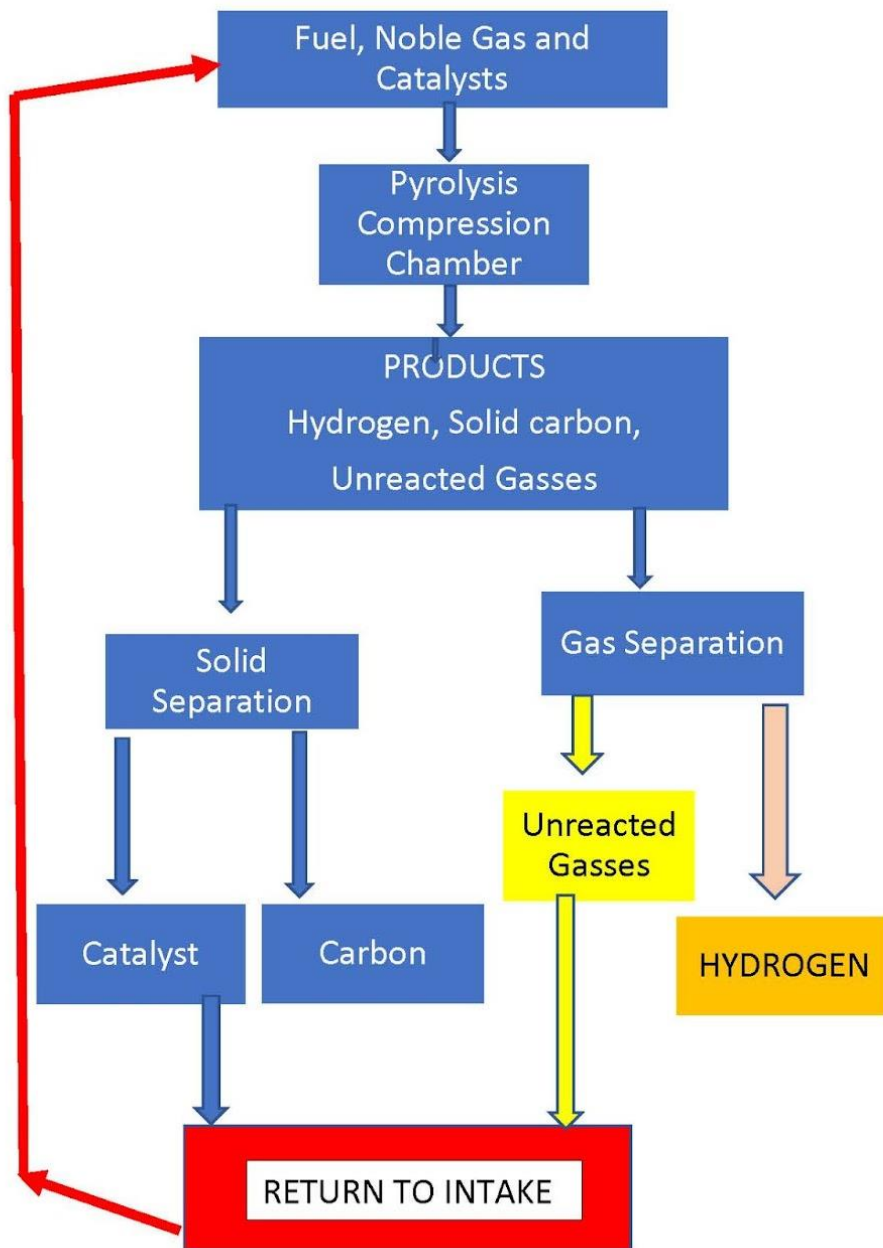 Fuel, Noble Gas and
Catalysts
Pyrolysis
Compression
Chamber
PRODUCTS
Hydrogen, Solid carbon,
Unreacted Gasses
Solid
Separation
Gas Separation
Unreacted
Gasses
Catalyst
Carbon
HYDROGEN
RETURN TO INTAKE